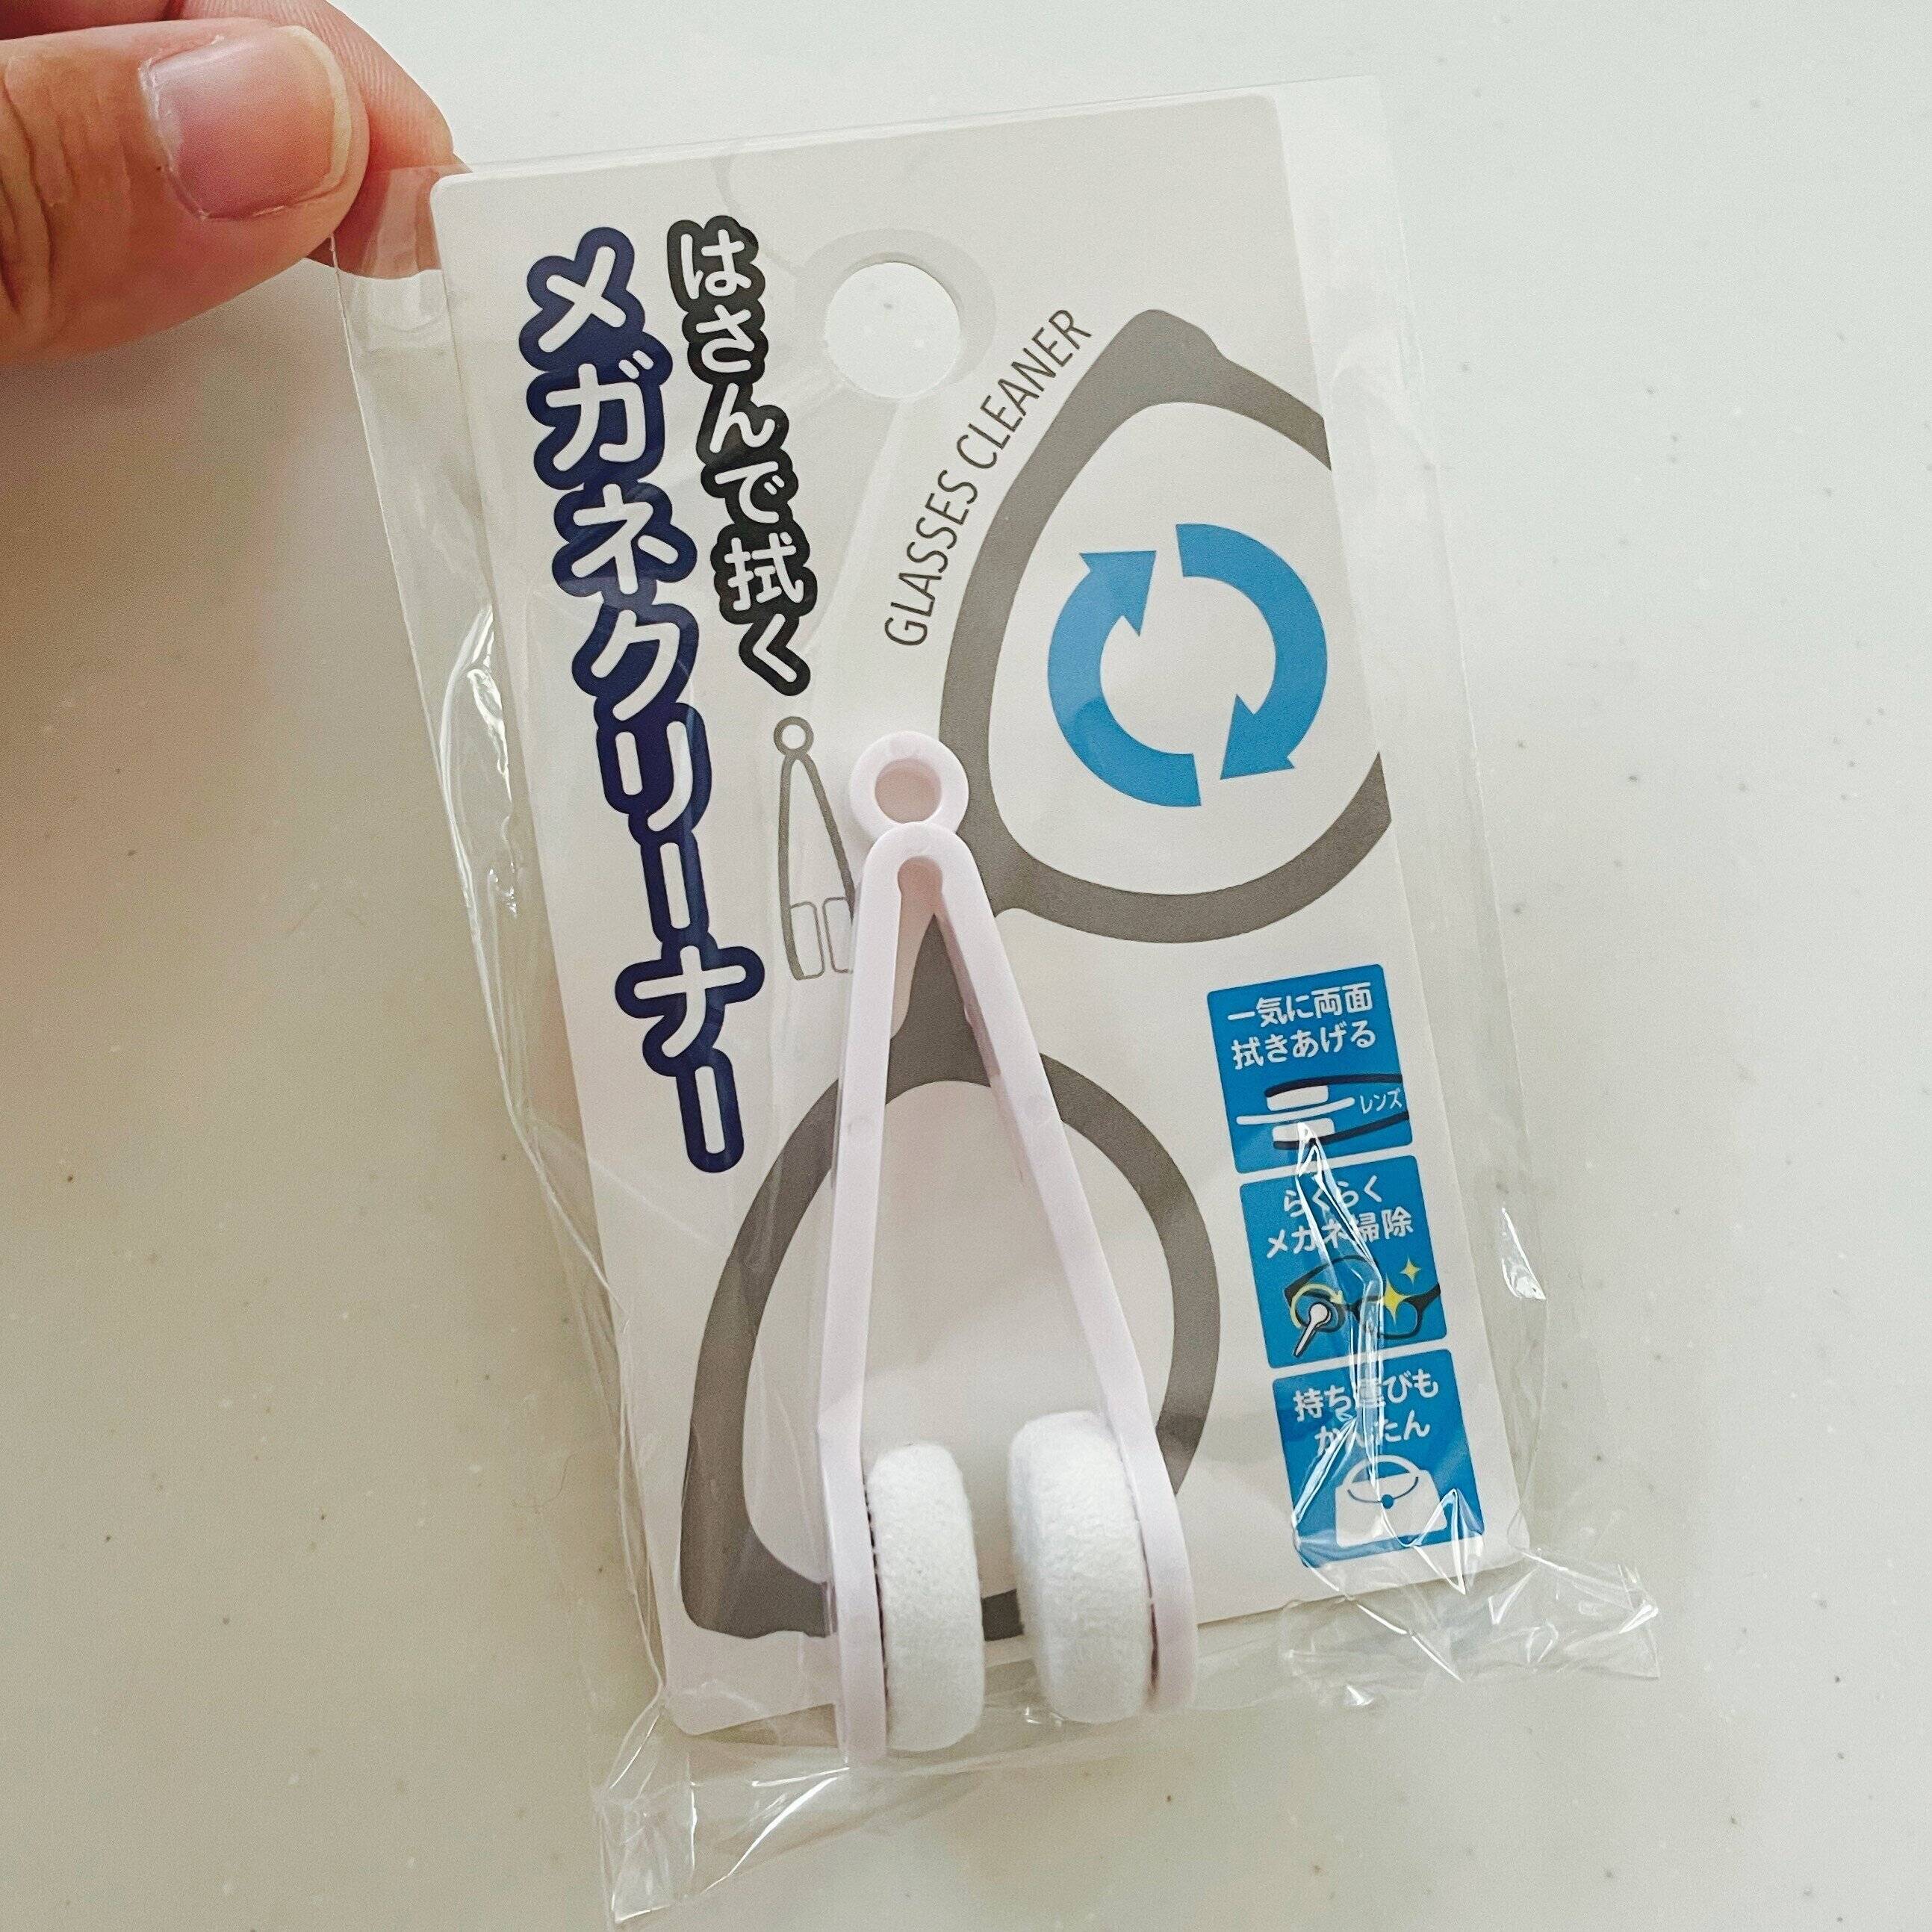 はさんで拭く
メガネクリーナー
GLASSES CLEANER
一気に両面
拭きあげる
レンズ
らくらく
メガネ掃除
持ち運びも
かんたん